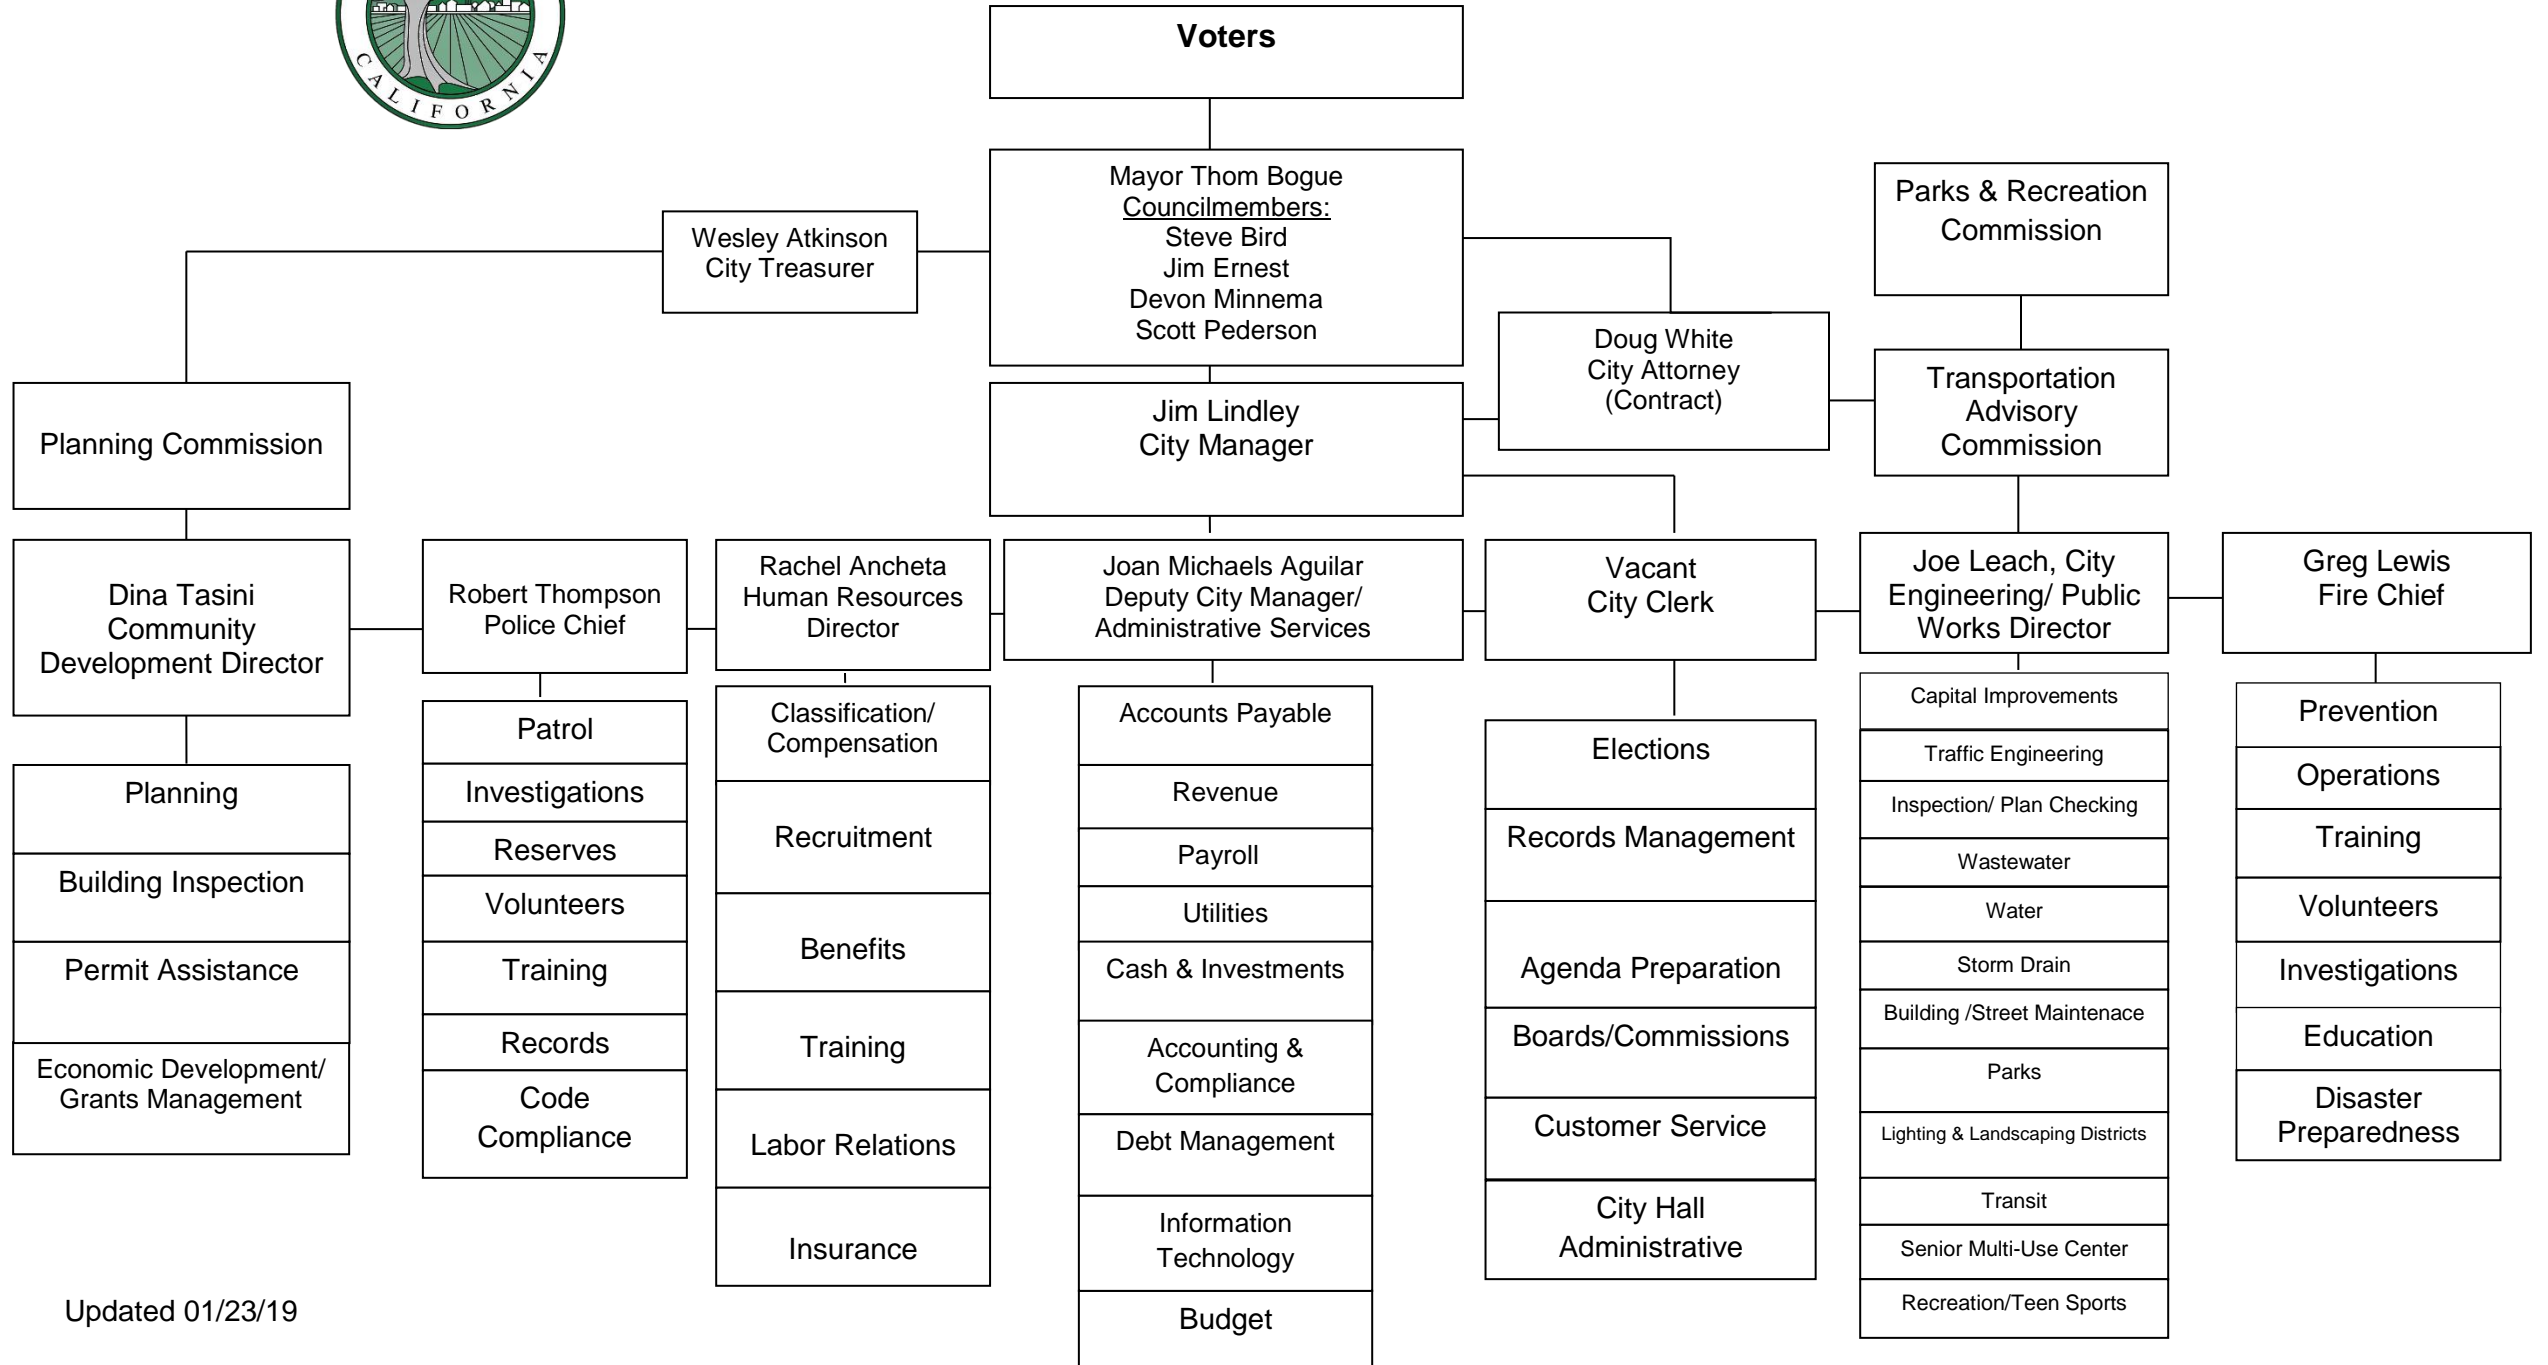 CALIFORNIA
Voters
Mayor Thom Bogue
Councilmembers:
Steve Bird
Jim Ernest
Devon Minnema
Scott Pederson
Wesley Atkinson
City Treasurer
Parks & Recreation
Commission
Doug White
City Attorney
(Contract)
Transportation
Advisory
Commission
Jim Lindley
City Manager
Planning Commission
Dina Tasini
Community
Development Director
Robert Thompson
Police Chief
Rachel Ancheta
Human Resources
Director
Joan Michaels Aguilar
Deputy City Manager/
Administrative Services
Vacant
City Clerk
Joe Leach, City
Engineering/ Public
Works Director
Greg Lewis
Fire Chief
Planning
Building Inspection
Permit Assistance
Economic Development/
Grants Management
Patrol
Investigations
Reserves
Volunteers
Training
Records
Code
Compliance
Classification/
Compensation
Recruitment
Benefits
Training
Labor Relations
Insurance
Accounts Payable
Revenue
Payroll
Utilities
Cash & Investments
Accounting &
Compliance
Debt Management
Information
Technology
Budget
Elections
Records Management
Agenda Preparation
Boards/Commissions
Customer Service
City Hall
Administrative
Capital Improvements
Traffic Engineering
Inspection/ Plan Checking
Wastewater
Water
Storm Drain
Building /Street Maintenace
Parks
Lighting & Landscaping Districts
Transit
Senior Multi-Use Center
Recreation/Teen Sports
Prevention
Operations
Training
Volunteers
Investigations
Education
Disaster
Preparedness
Updated 01/23/19